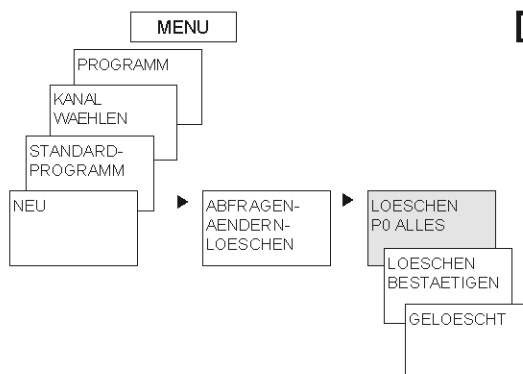 MENU
PROGRAMM
KANAL
WAEHLEN
STANDARD-
PROGRAMM
NEU
ABFRAGEN-
AENDERN-
LOESCHEN
LOESCHEN
P0 ALLES
LOESCHEN
BESTAETIGEN
GELOESCHT